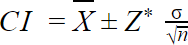 CI = X̅ ± Z* σ/√n